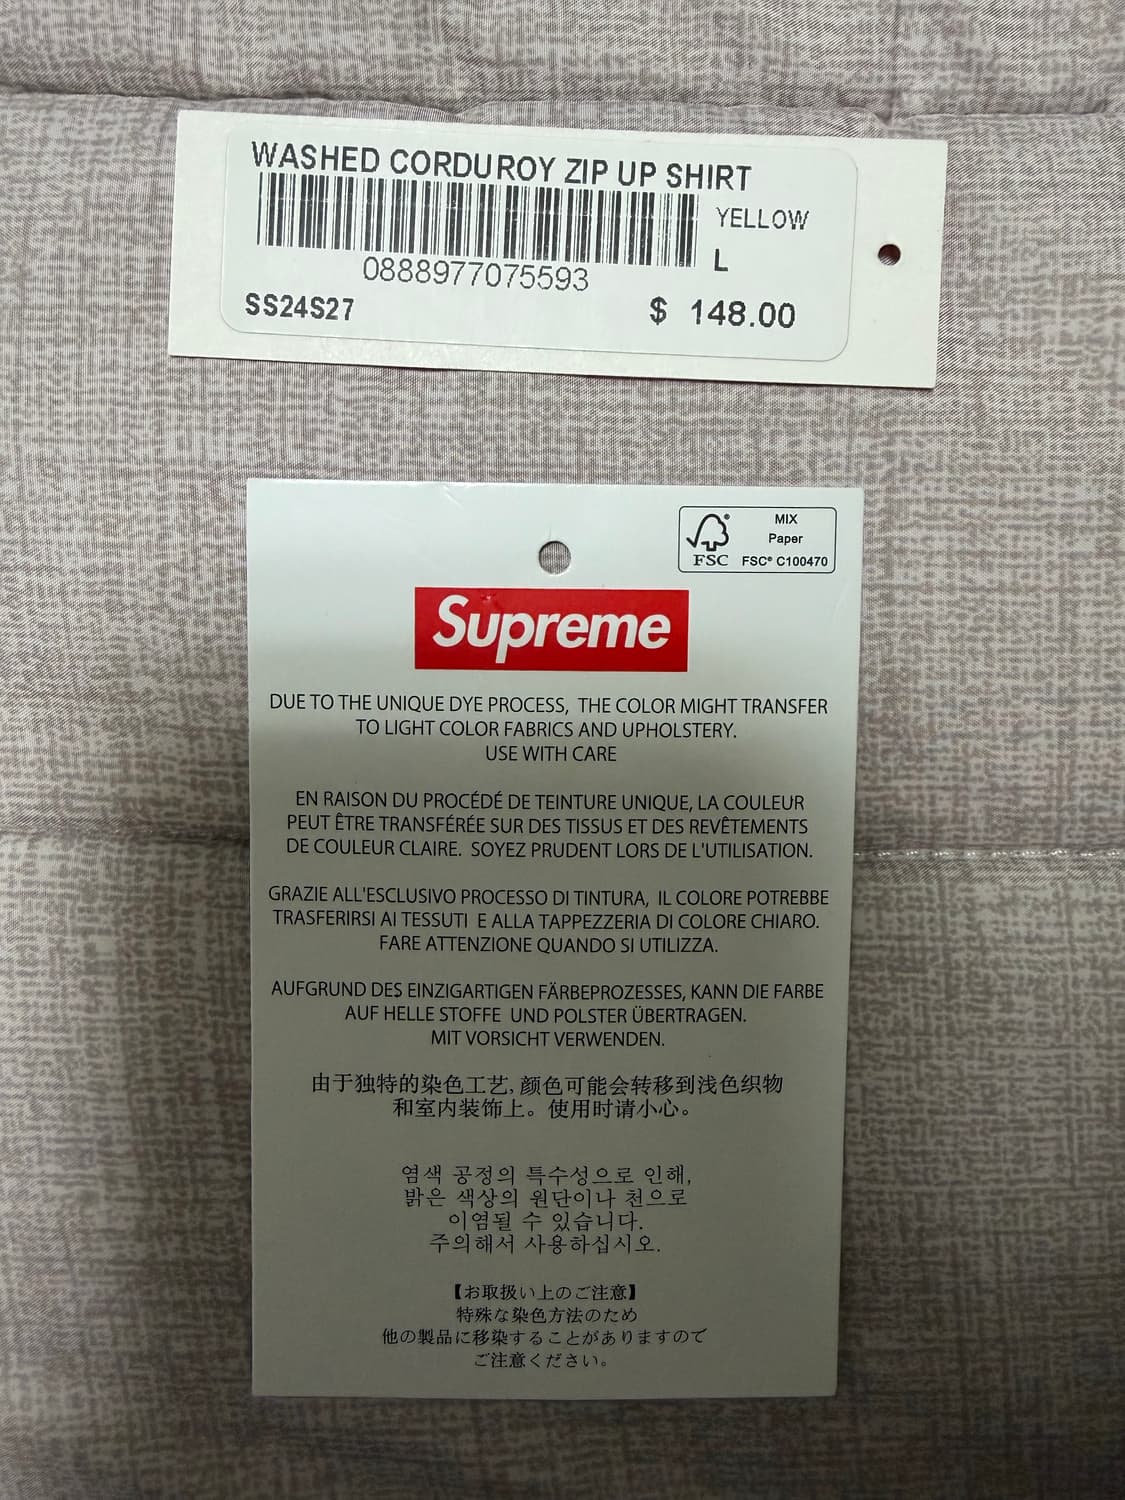 WASHED CORDUROY ZIP UP SHIRT
YELLOW
L
0888977075593
SS24S27
$ 148.00
MIX
Paper
FSC FSC® C100470
Supreme
DUE TO THE UNIQUE DYE PROCESS, THE COLOR MIGHT TRANSFER
TO LIGHT COLOR FABRICS AND UPHOLSTERY.
USE WITH CARE
EN RAISON DU PROCÉDÉ DE TEINTURE UNIQUE, LA COULEUR
PEUT ÊTRE TRANSFÉRÉE SUR DES TISSUS ET DES REVÊTEMENTS
DE COULEUR CLAIRE. SOYEZ PRUDENT LORS DE L'UTILISATION.
GRAZIE ALL'ESCLUSIVO PROCESSO DI TINTURA, IL COLORE POTREBBE
TRASFERIRSI AI TESSUTI E ALLA TAPPEZZERIA DI COLORE CHIARO.
FARE ATTENZIONE QUANDO SI UTILIZZA.
AUFGRUND DES EINZIGARTIGEN FÄRBEPROZESSES, KANN DIE FARBE
AUF HELLE STOFFE UND POLSTER ÜBERTRAGEN.
MIT VORSICHT VERWENDEN.
由于独特的染色工艺, 颜色可能会转移到浅色织物
和室内装饰上。使用时请小心。
염색 공정의 특수성으로 인해,
밝은 색상의 원단이나 천으로
이염될 수 있습니다.
주의해서 사용하십시오.
【お取扱い上のご注意】
特殊な染色方法のため
他の製品に移染することがありますので
ご注意ください。